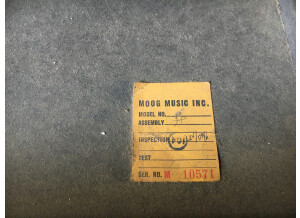 MOOG MUSIC INC.
MODEL NO.
ASSEMBLY
INSPECTION
TEST
SER. NO. M 10571